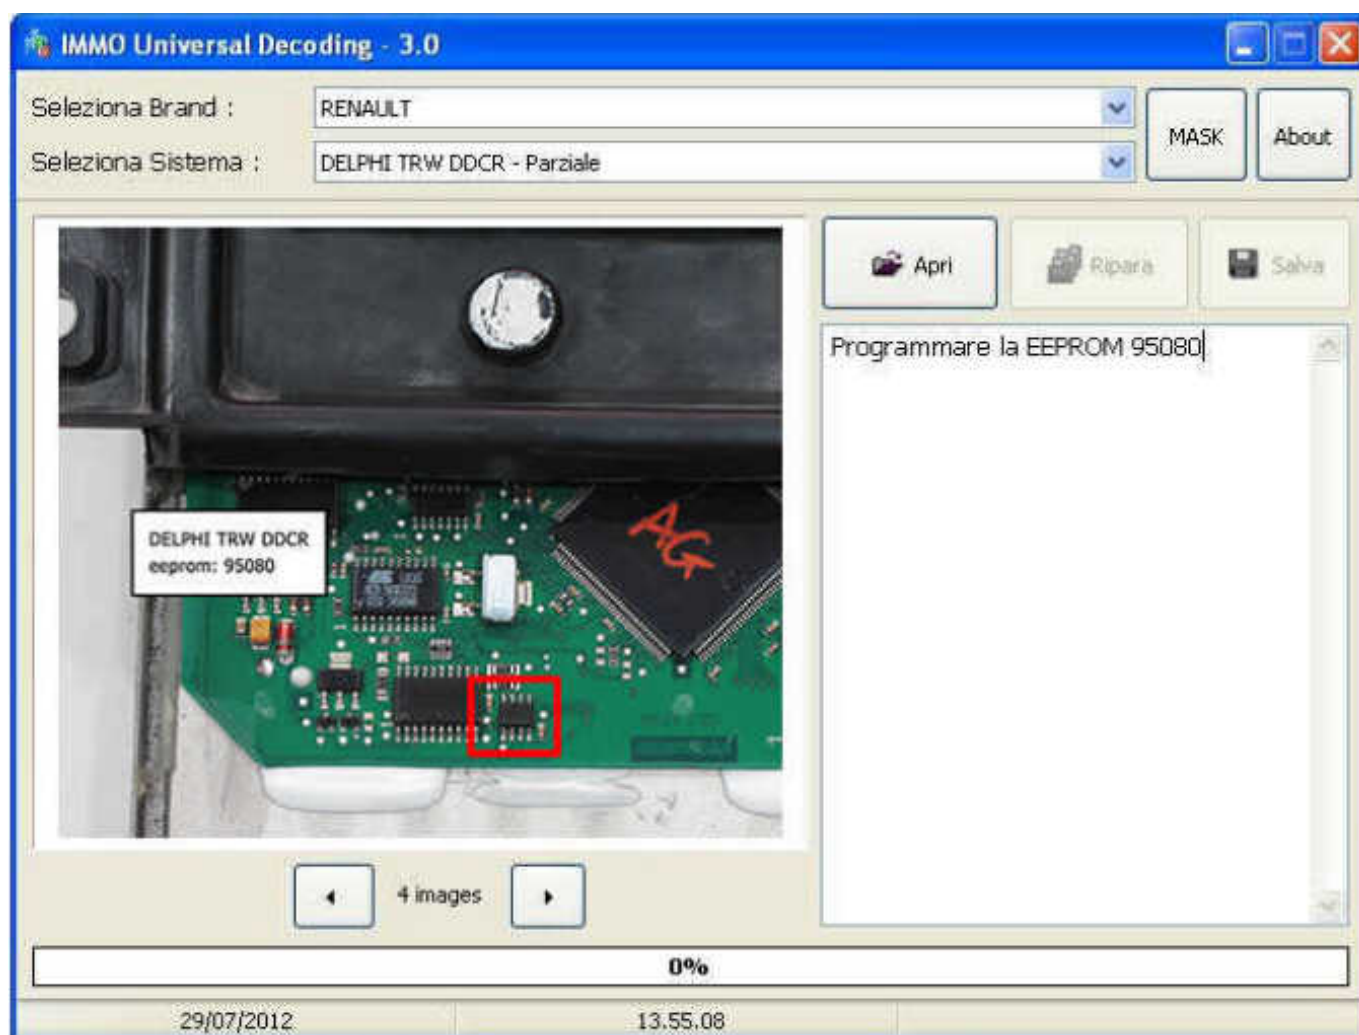 IMMO Universal Decoding - 3.0
Seleziona Brand :
RENAULT
MASK
About
Seleziona Sistema :
DELPHI TRW DDCR - Parziale
Apri
Ripara
Salva
Programmare la EEPROM 95080
AG
DELPHI TRW DDCR
eeprom: 95080
4 images
0%
29/07/2012
13.55.08